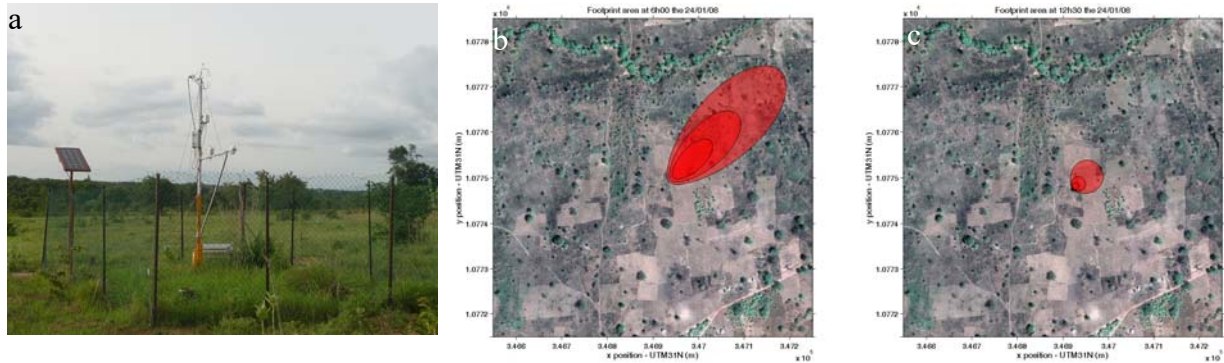 a
b
c
Footprint area at 6h00 the 24/01/08
x 10⁶
1.0778
1.0777
1.0776
1.0775
1.0774
1.0773
1.0772
y position - UTM31N (m)
3.466 3.467 3.468 3.469 3.47 3.471 3.472
x 10⁵
x position - UTM31N (m)
Footprint area at 12h30 the 24/01/08
1.0778
1.0777
1.0776
1.0775
1.0774
1.0773
1.0772
y position - UTM31N (m)
3.466 3.467 3.468 3.469 3.47 3.471 3.472
x position - UTM31N (m)